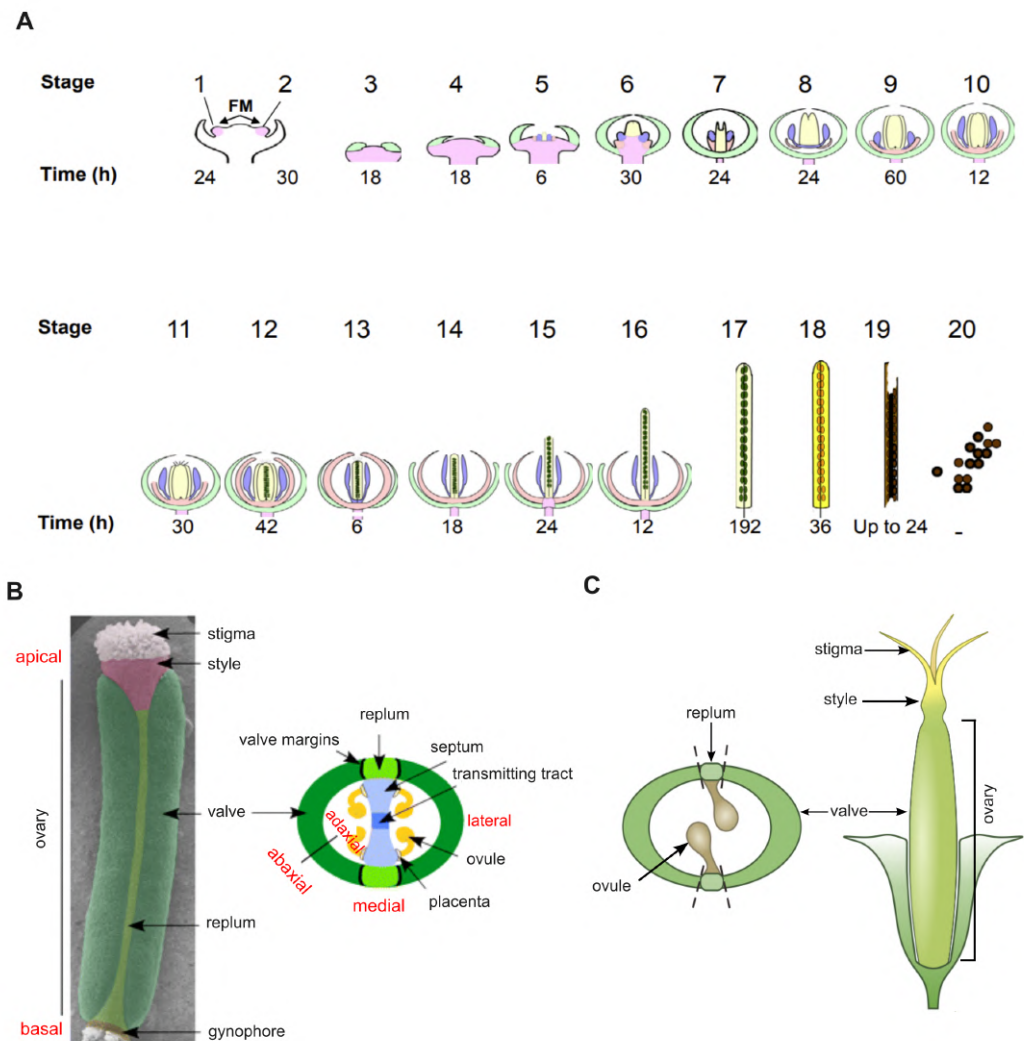 A
Stage 1 2 3 4 5 6 7 8 9 10
FM
Time (h) 24 30 18 18 6 30 24 24 60 12
Stage 11 12 13 14 15 16 17 18 19 20
Time (h) 30 42 6 18 24 12 192 36 Up to 24 -
B
apical
stigma
style
ovary
valve
replum
basal
gynophore
replum
valve margins
septum
transmitting tract
adaxial
abaxial
lateral
ovule
placenta
medial
C
replum
valve
ovule
stigma
style
ovary